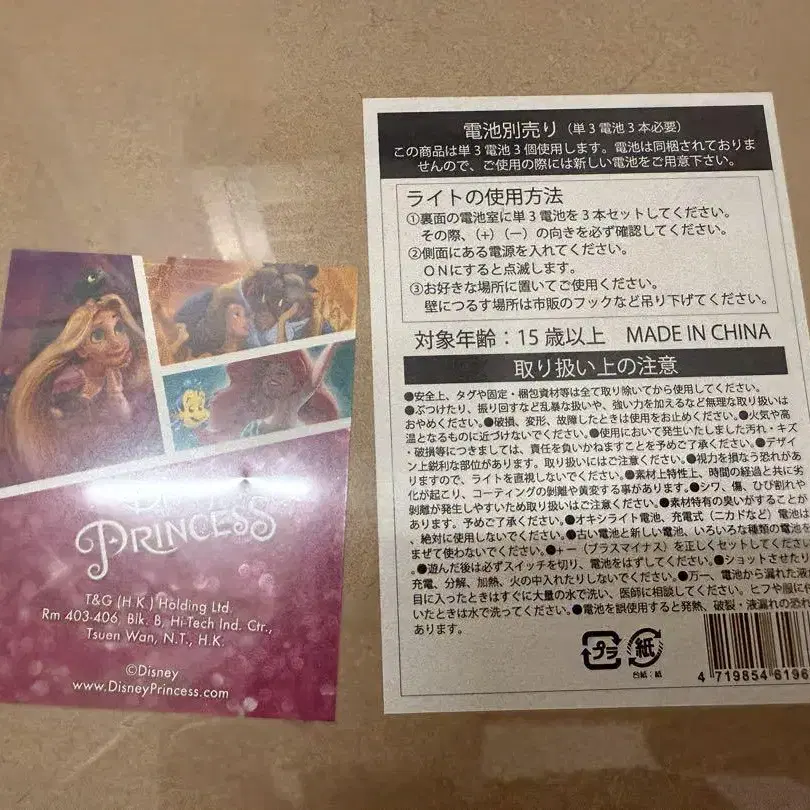 PRINCESS
T&G (H.K.) Holding Ltd.
Rm 403-406, Blk. B, Hi-Tech Ind. Ctr.,
Tsuen Wan, N.T., H.K.
©Disney
www.DisneyPrincess.com
電池別売り（単３電池３本必要）
この商品は単３電池３個使用します。電池は同梱されておりま
せんので、ご使用の際には新しい電池をご用意下さい。
ライトの使用方法
①裏面の電池室に単３電池を３本セットしてください。
その際、（+）（−）の向きを必ず確認してください。
②側面にある電源を入れてください。
ＯＮにすると点滅します。
③お好きな場所に置いてご使用ください。
壁につるす場所は市販のフックなど吊り下げてください。
対象年齢：15歳以上 MADE IN CHINA
取り扱い上の注意
●安全上、タグや固定・梱包資材等は全て取り除いてから使用してください。
●ぶつけたり、振り回すなど乱暴な扱いや、強い力を加えるなど無理な取り扱いは
おやめください。●破損、変形、故障したときは使用をお止めください。●火気や高
温となるものに近づけないでください。●使用において発生いたしました汚れ・キズ
・破損等につきましては、責任を負いかねますことを予めご了承ください。●デザイ
ン上鋭利な部位があります。取り扱いにはご注意ください。●視力を損なう恐れがあ
りますので、ライトを直視しないでください。●素材上特性上、時間の経過と共に劣
化が起こり、コーティングの剥離や黄変する事があります。●シワ、傷、ひび割れや
剥離が発生しやすいため取り扱いはご注意ください。●素材特有の臭いがすることが
あります。予めご了承ください。●オキシライト電池、充電式（ニカドなど）電池は
、絶対に使用しないでください。●古い電池と新しい電池、いろいろな種類の電池を
まぜて使わないでください。●+−（プラスマイナス）を正しくセットしてください
。●遊んだ後は必ずスイッチを切り、電池をはずしてください。●ショートさせたり
充電、分解、加熱、火の中入れたりしないでください。●万一、電池から漏れた液
目に入ったときはすぐに大量の水で洗い、医師に相談してください。ヒフや服に付
いたときは水で洗ってください。●電池を誤使用すると発熱、破裂・液漏れの恐れ
あります。
プラ
紙
台紙：紙
4 719854 6196